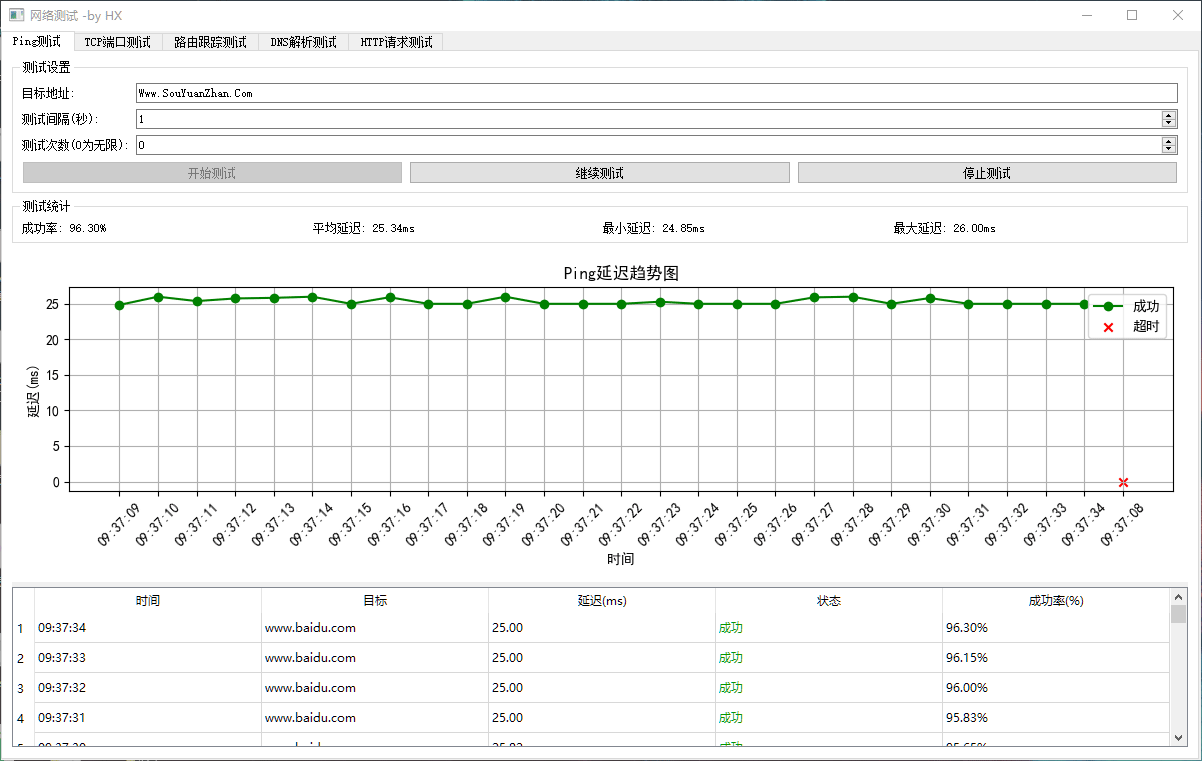 网络测试 -by HX
Ping测试 TCP端口测试 路由跟踪测试 DNS解析测试 HTTP请求测试
测试设置
目标地址: Www.SouYuanZhan.Com
测试间隔(秒): 1
测试次数(0为无限): 0
开始测试 继续测试 停止测试
测试统计
成功率: 96.30% 平均延迟: 25.34ms 最小延迟: 24.85ms 最大延迟: 26.00ms
Ping延迟趋势图
成功
超时
25
20
15
10
5
0
延迟(ms)
09:37:09 09:37:10 09:37:11 09:37:12 09:37:13 09:37:14 09:37:15 09:37:16 09:37:17 09:37:18 09:37:19 09:37:20 09:37:21 09:37:22 09:37:23 09:37:24 09:37:25 09:37:26 09:37:27 09:37:28 09:37:29 09:37:30 09:37:31 09:37:32 09:37:33 09:37:34 09:37:08
时间
时间 目标 延迟(ms) 状态 成功率(%)
1 09:37:34 www.baidu.com 25.00 成功 96.30%
2 09:37:33 www.baidu.com 25.00 成功 96.15%
3 09:37:32 www.baidu.com 25.00 成功 96.00%
4 09:37:31 www.baidu.com 25.00 成功 95.83%